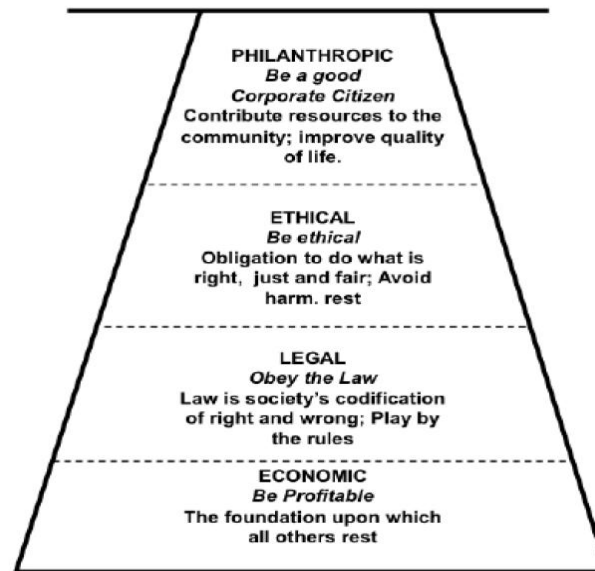 PHILANTHROPIC
Be a good
Corporate Citizen
Contribute resources to the
community; improve quality
of life.
ETHICAL
Be ethical
Obligation to do what is
right, just and fair; Avoid
harm. rest
LEGAL
Obey the Law
Law is society's codification
of right and wrong; Play by
the rules
ECONOMIC
Be Profitable
The foundation upon which
all others rest